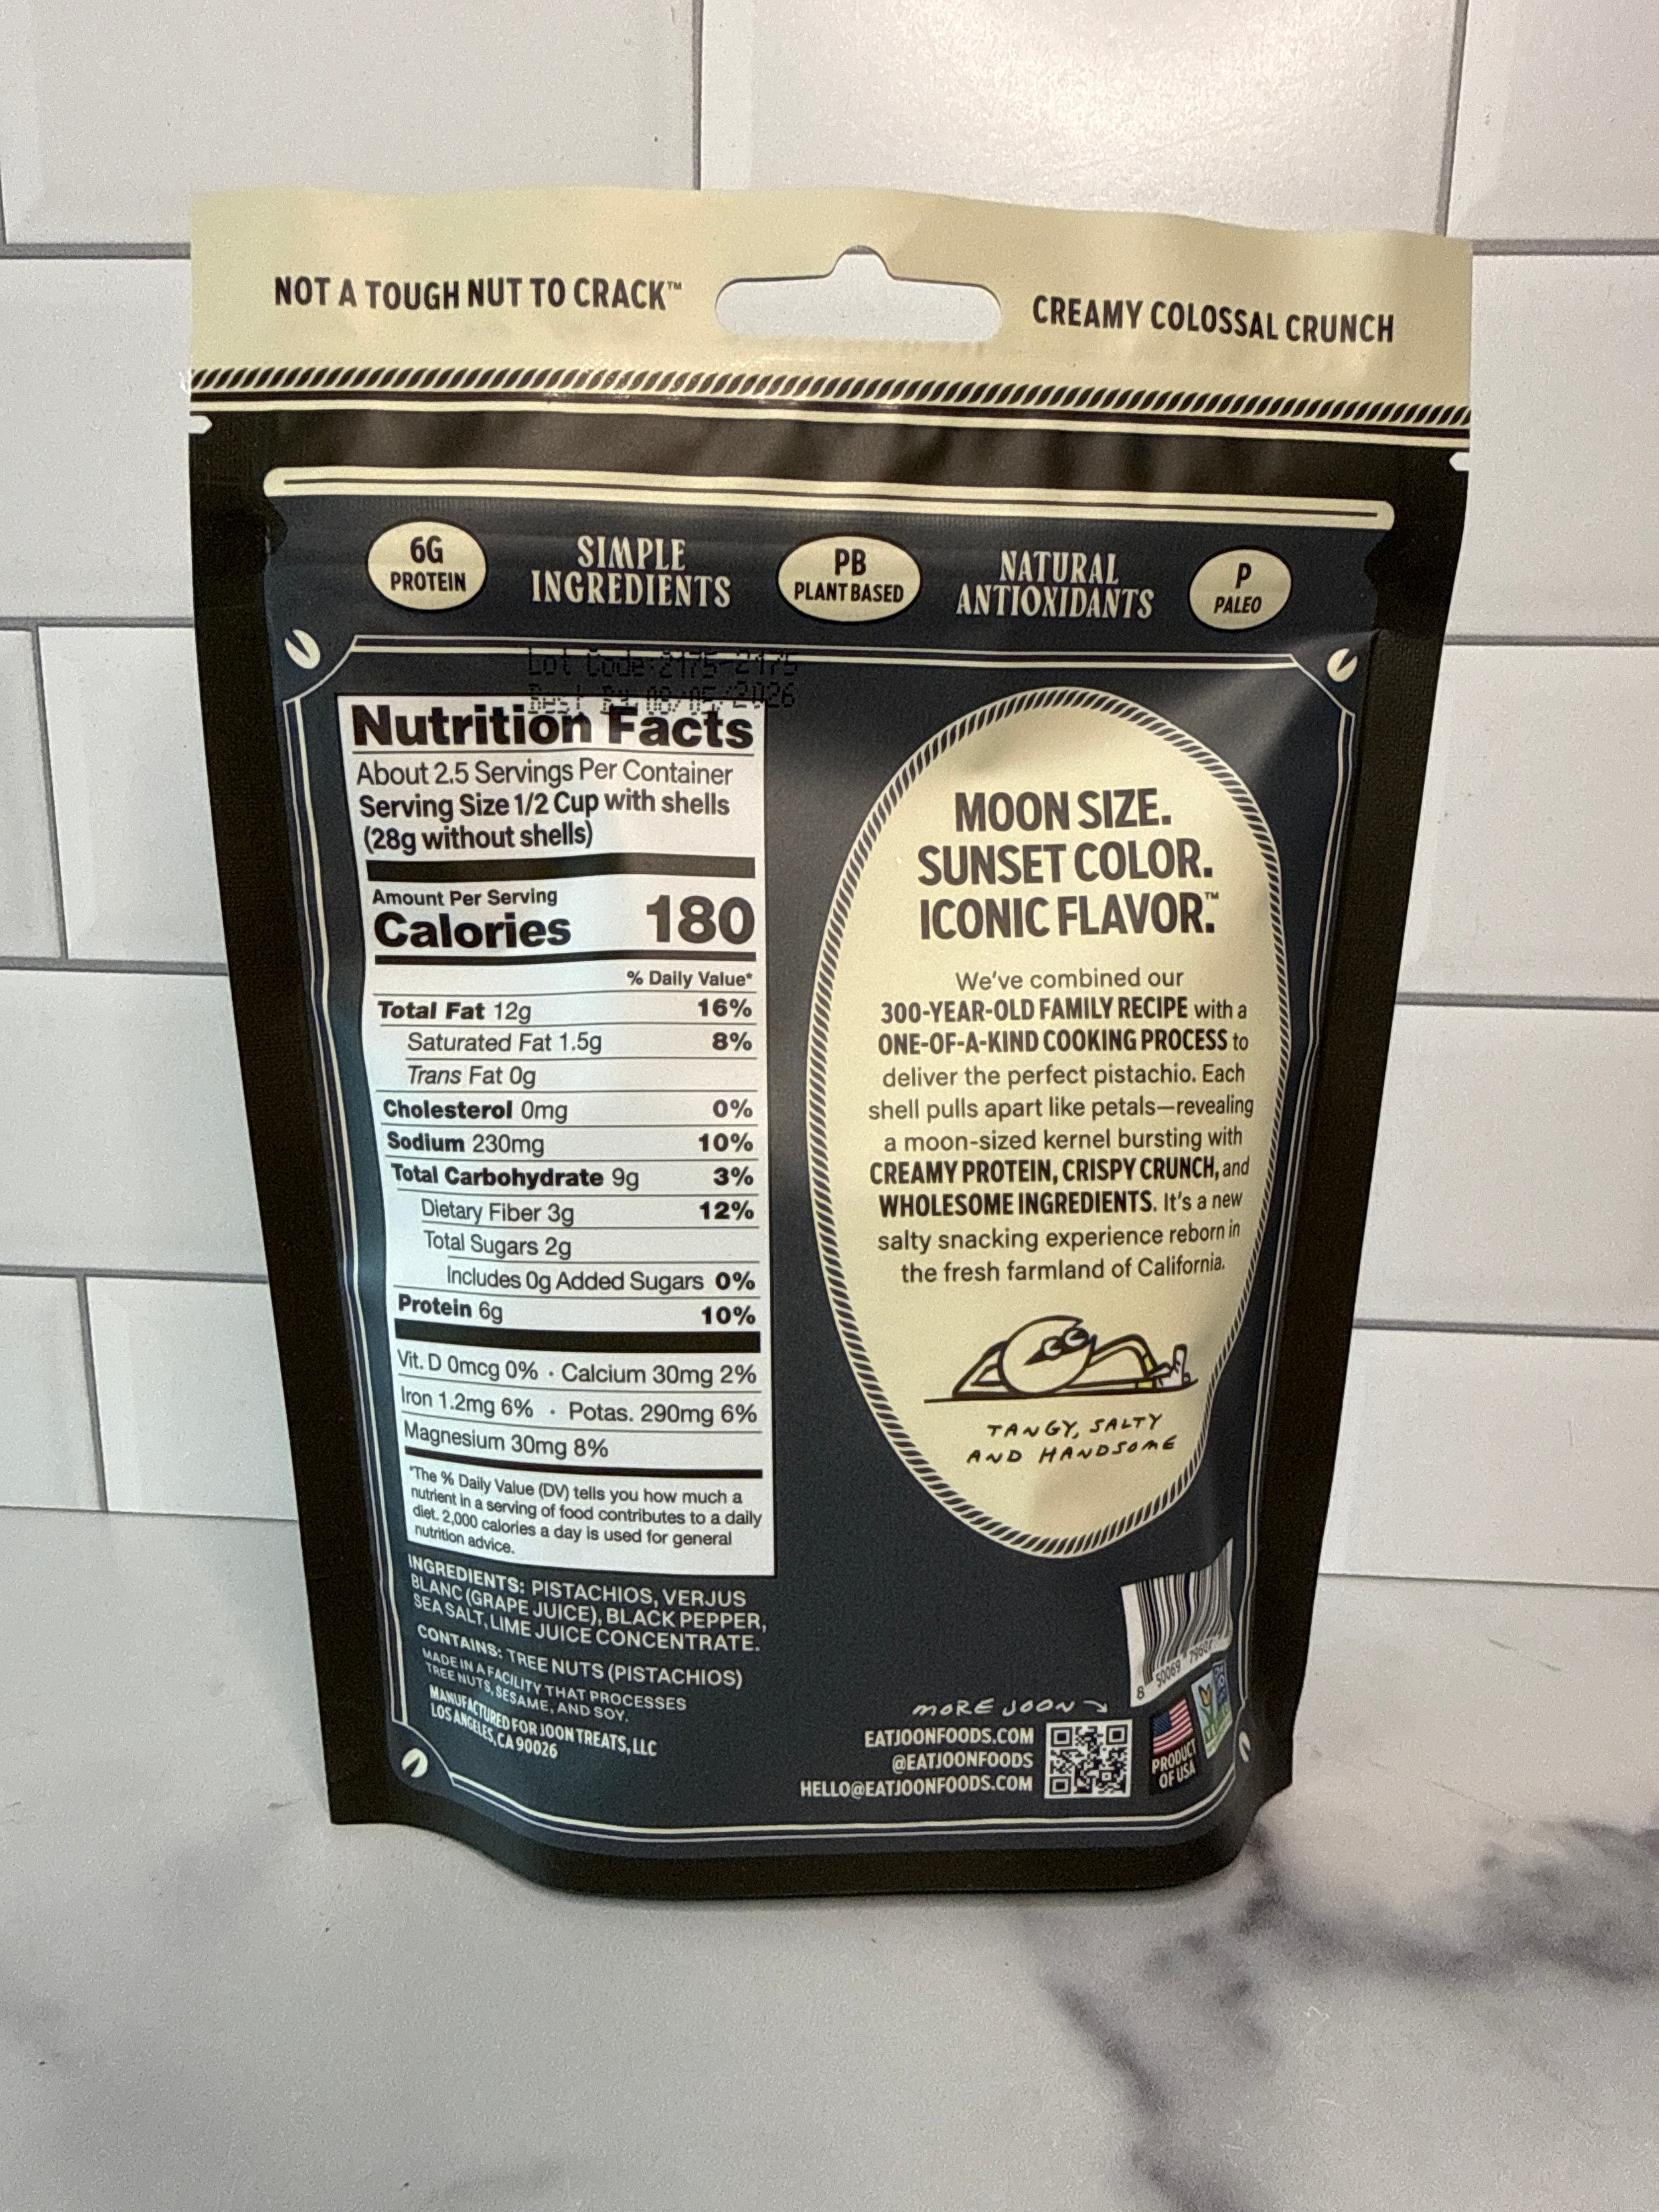 NOT A TOUGH NUT TO CRACK™
CREAMY COLOSSAL CRUNCH
6G
PROTEIN
SIMPLE
INGREDIENTS
PB
PLANT BASED
NATURAL
ANTIOXIDANTS
P
PALEO
Lot Code:2175-2175
Best By 08/05/2026
Nutrition Facts
About 2.5 Servings Per Container
Serving Size 1/2 Cup with shells
(28g without shells)
Amount Per Serving
Calories 180
% Daily Value*
Total Fat 12g 16%
Saturated Fat 1.5g 8%
Trans Fat 0g
Cholesterol 0mg 0%
Sodium 230mg 10%
Total Carbohydrate 9g 3%
Dietary Fiber 3g 12%
Total Sugars 2g
Includes 0g Added Sugars 0%
Protein 6g 10%
Vit. D 0mcg 0% · Calcium 30mg 2%
Iron 1.2mg 6% · Potas. 290mg 6%
Magnesium 30mg 8%
*The % Daily Value (DV) tells you how much a
nutrient in a serving of food contributes to a daily
diet. 2,000 calories a day is used for general
nutrition advice.
INGREDIENTS: PISTACHIOS, VERJUS
BLANC (GRAPE JUICE), BLACK PEPPER,
SEA SALT, LIME JUICE CONCENTRATE.
CONTAINS: TREE NUTS (PISTACHIOS)
MADE IN A FACILITY THAT PROCESSES
TREE NUTS, SESAME, AND SOY.
MANUFACTURED FOR JOON TREATS, LLC
LOS ANGELES, CA 90026
MOON SIZE.
SUNSET COLOR.
ICONIC FLAVOR.™
We've combined our
300-YEAR-OLD FAMILY RECIPE with a
ONE-OF-A-KIND COOKING PROCESS to
deliver the perfect pistachio. Each
shell pulls apart like petals—revealing
a moon-sized kernel bursting with
CREAMY PROTEIN, CRISPY CRUNCH, and
WHOLESOME INGREDIENTS. It's a new
salty snacking experience reborn in
the fresh farmland of California.
TANGY, SALTY
AND HANDSOME
8 50069
MORE JOON
EATJOONFOODS.COM
@EATJOONFOODS
HELLO@EATJOONFOODS.COM
PRODUCT
OF USA